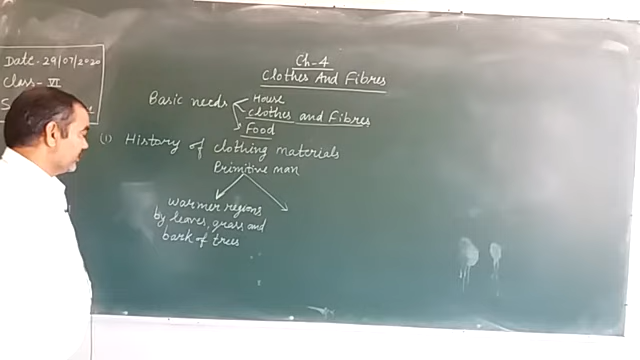 Date - 29/07/2020
Class - VI
Ch-4
Clothes And Fibres
Basic needs
House
Clothes and Fibres
Food
(1) History of clothing materials
Primitive man
warmer regions
by leaves, grass and
bark of trees